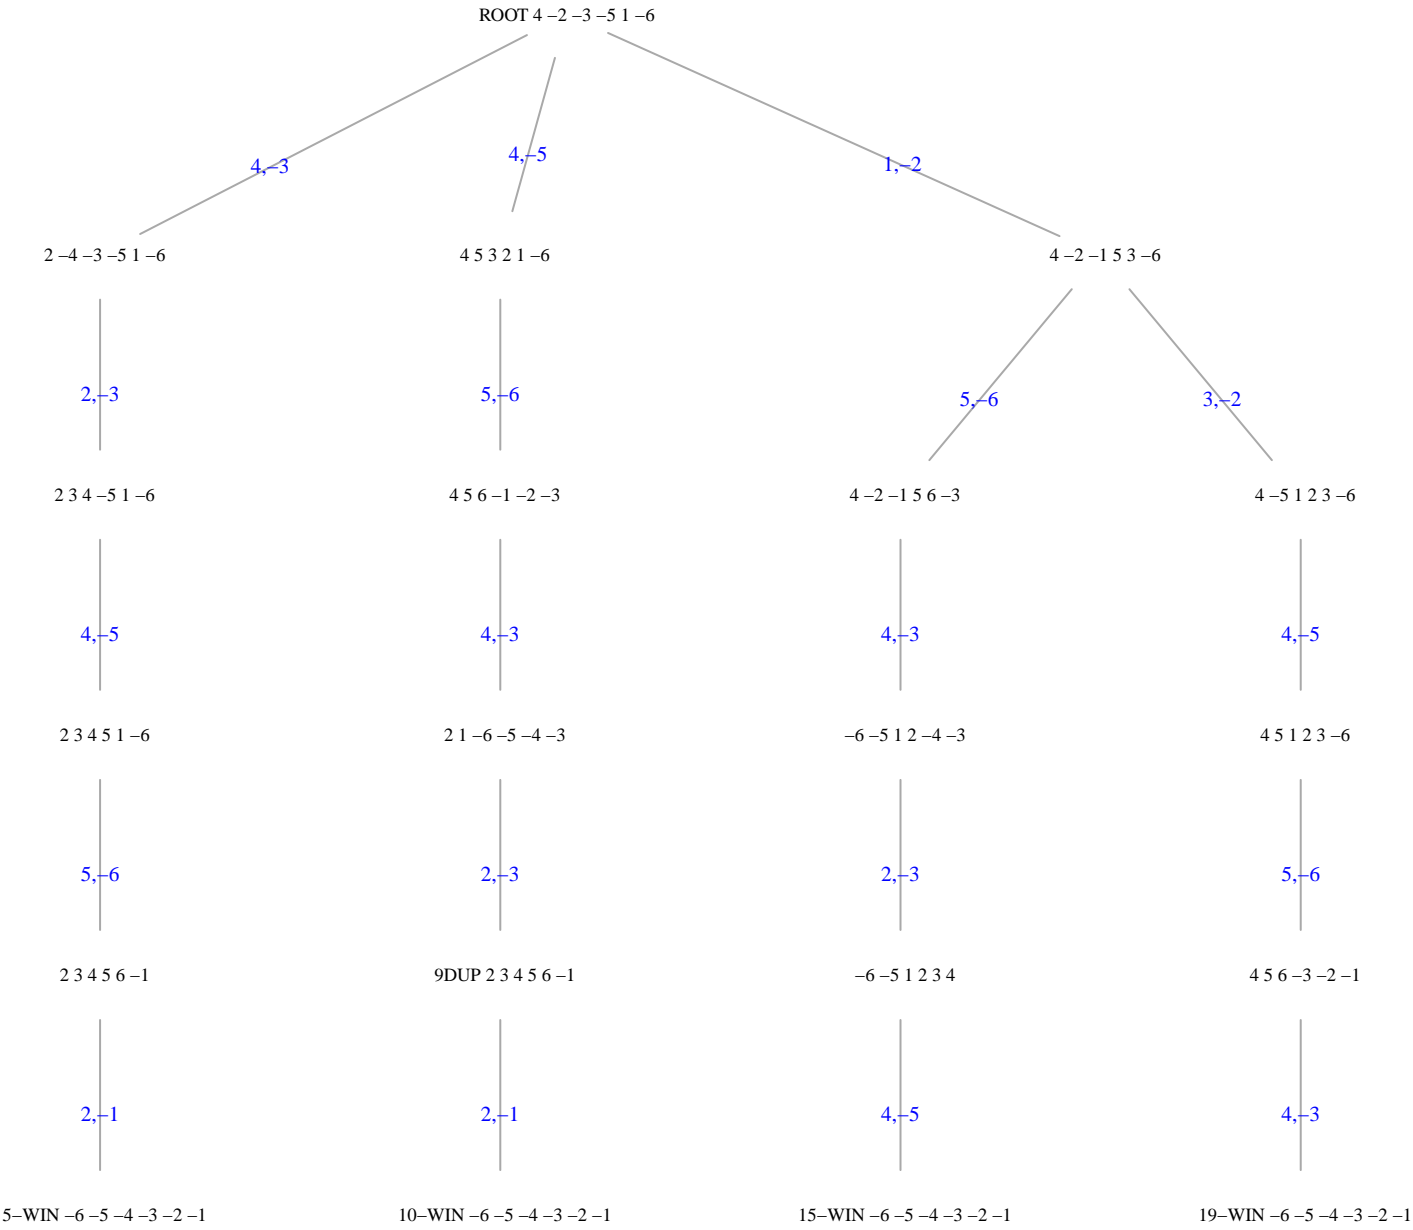 ROOT 4 –2 –3 –5 1 –6
4,–3
4,–5
1,–2
2 –4 –3 –5 1 –6
4 5 3 2 1 –6
4 –2 –1 5 3 –6
2,–3
5,–6
5,–6
3,–2
2 3 4 –5 1 –6
4 5 6 –1 –2 –3
4 –2 –1 5 6 –3
4 –5 1 2 3 –6
4,–5
4,–3
4,–3
4,–5
2 3 4 5 1 –6
2 1 –6 –5 –4 –3
–6 –5 1 2 –4 –3
4 5 1 2 3 –6
5,–6
2,–3
2,–3
5,–6
2 3 4 5 6 –1
9DUP 2 3 4 5 6 –1
–6 –5 1 2 3 4
4 5 6 –3 –2 –1
2,–1
2,–1
4,–5
4,–3
5–WIN –6 –5 –4 –3 –2 –1
10–WIN –6 –5 –4 –3 –2 –1
15–WIN –6 –5 –4 –3 –2 –1
19–WIN –6 –5 –4 –3 –2 –1